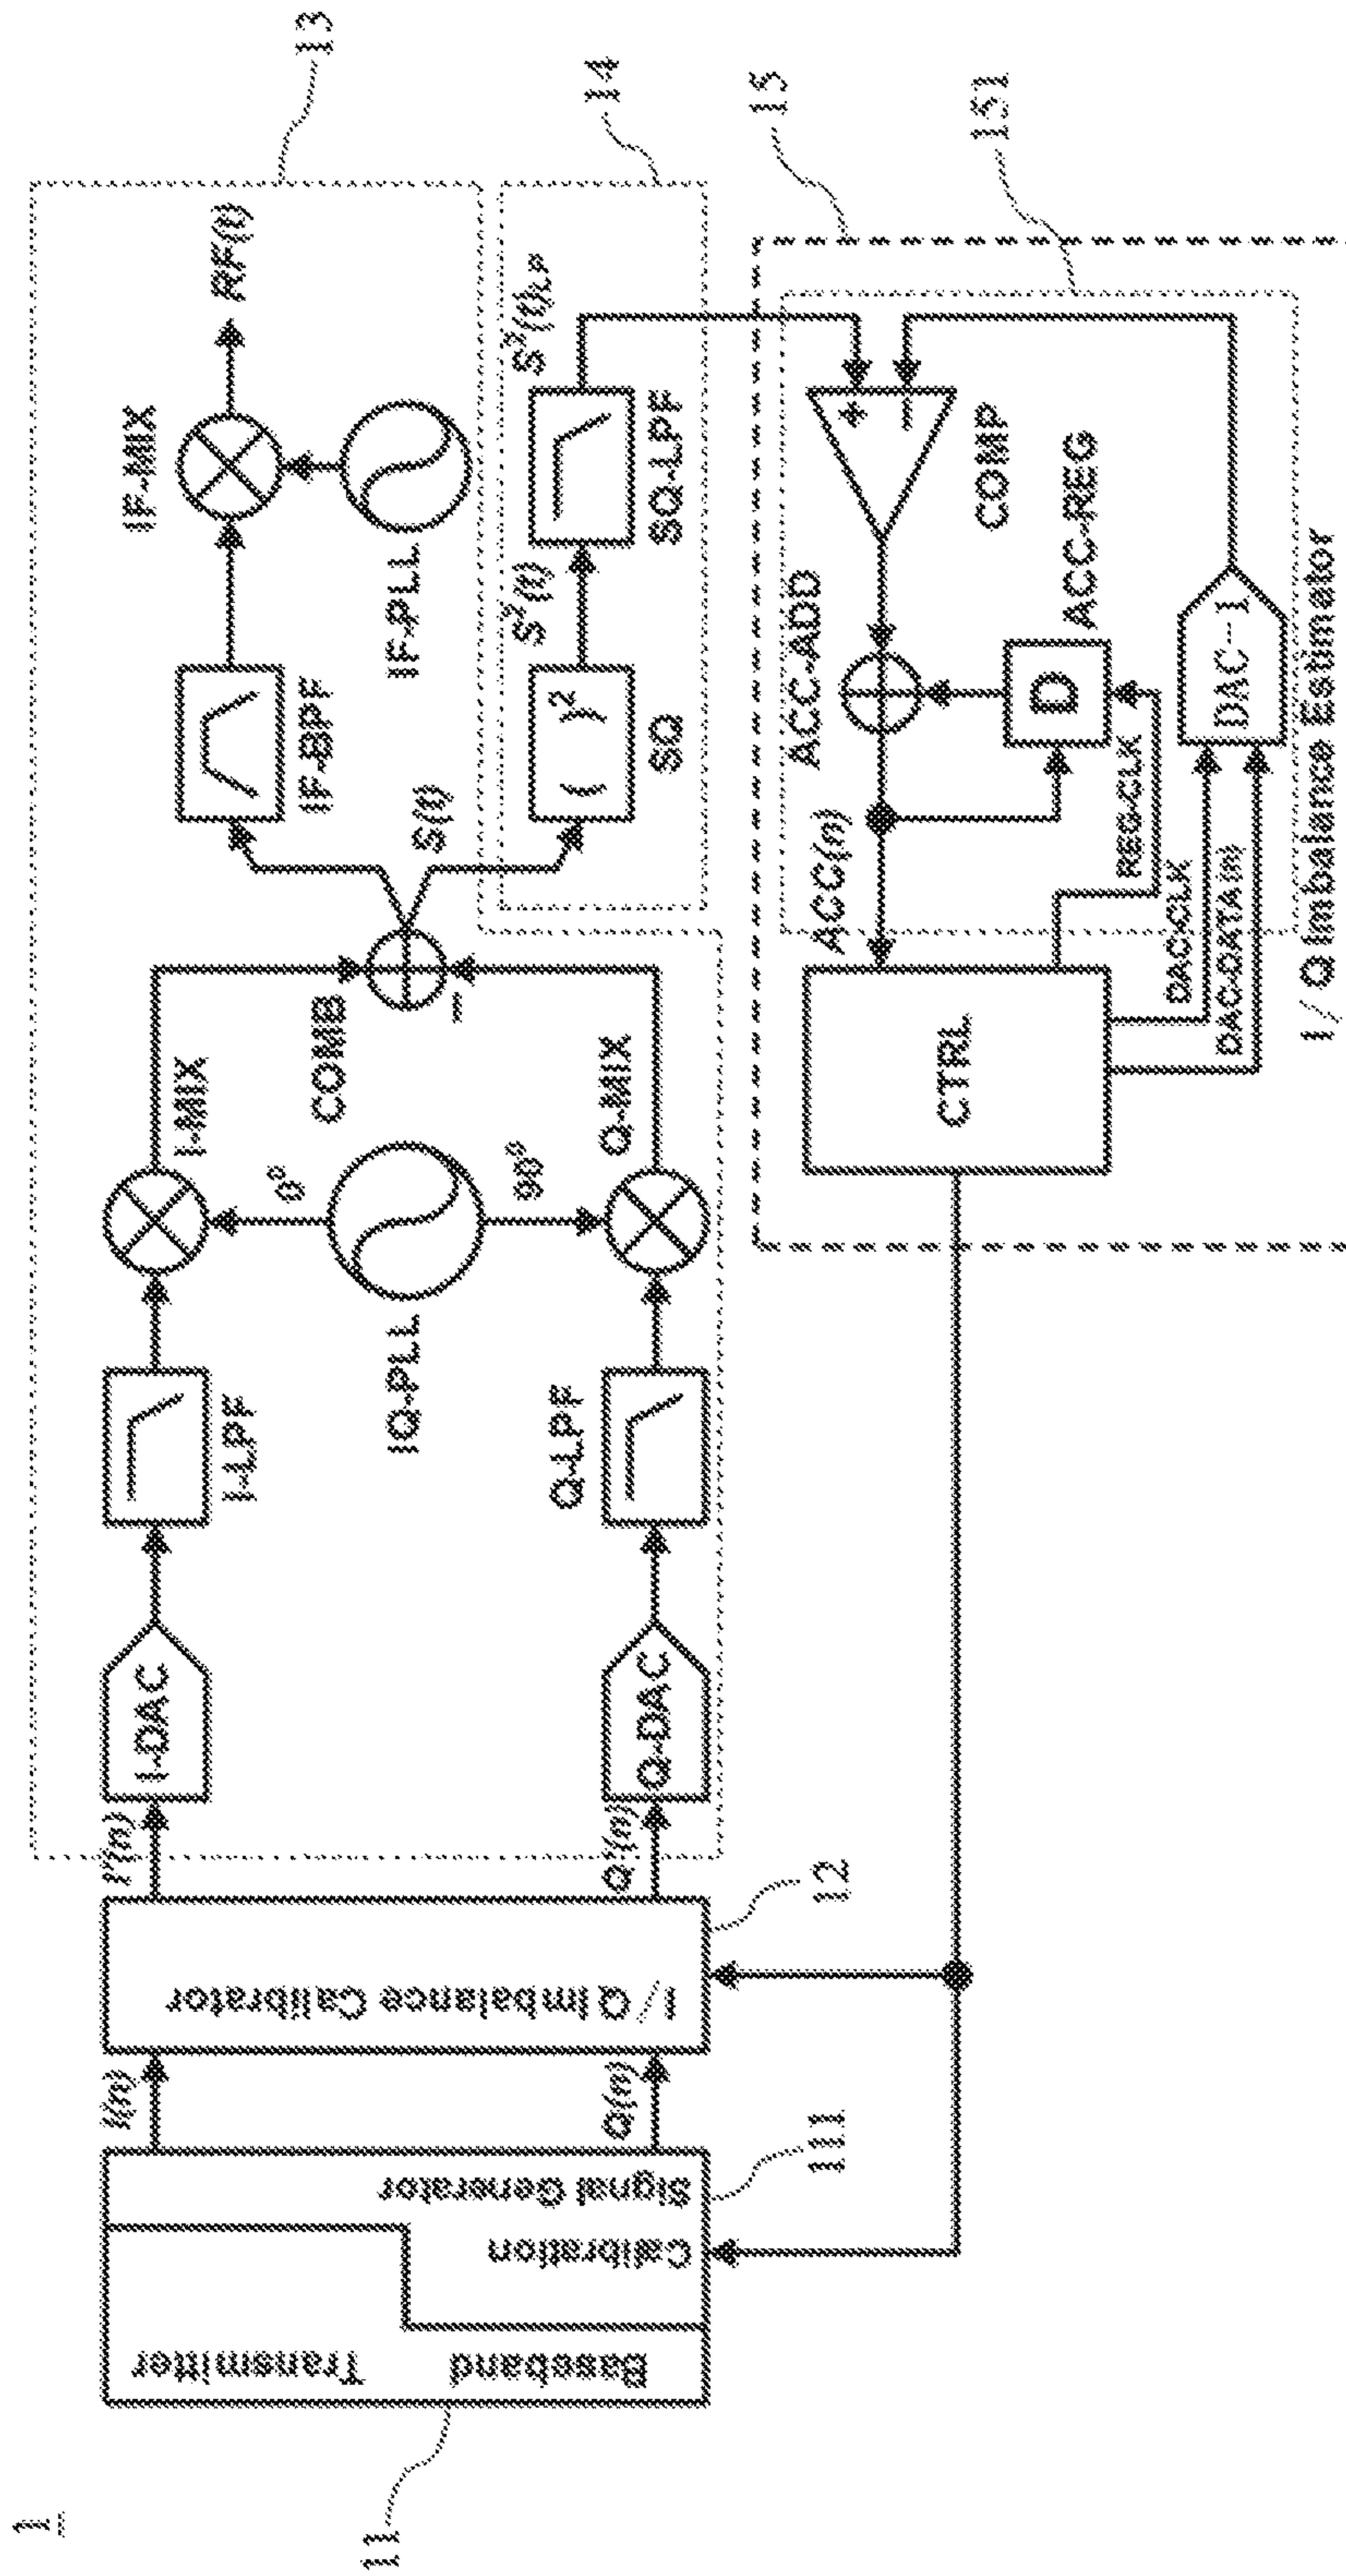 1
11
Baseband
Transmitter
Calibration
Signal Generator
111
I(n)
Q(n)
I/Q Imbalance Calibrator
12
I'(n)
Q'(n)
I-DAC
Q-DAC
I-LPF
Q-LPF
IQ-PLL
0°
90°
I-MIX
Q-MIX
COMB
−
S(t)
IF-BPF
IF-PLL
IF-MIX
RF(t)
13
( )²
SQ
S²(t)
SQ-LPF
S²(t)LP
14
15
151
CTRL
ACC(n)
ACC-ADD
+
−
COMP
D
ACC-REG
REG-CLK
DAC-CLK
DAC-DATA(n)
DAC-1
I/Q Imbalance Estimator